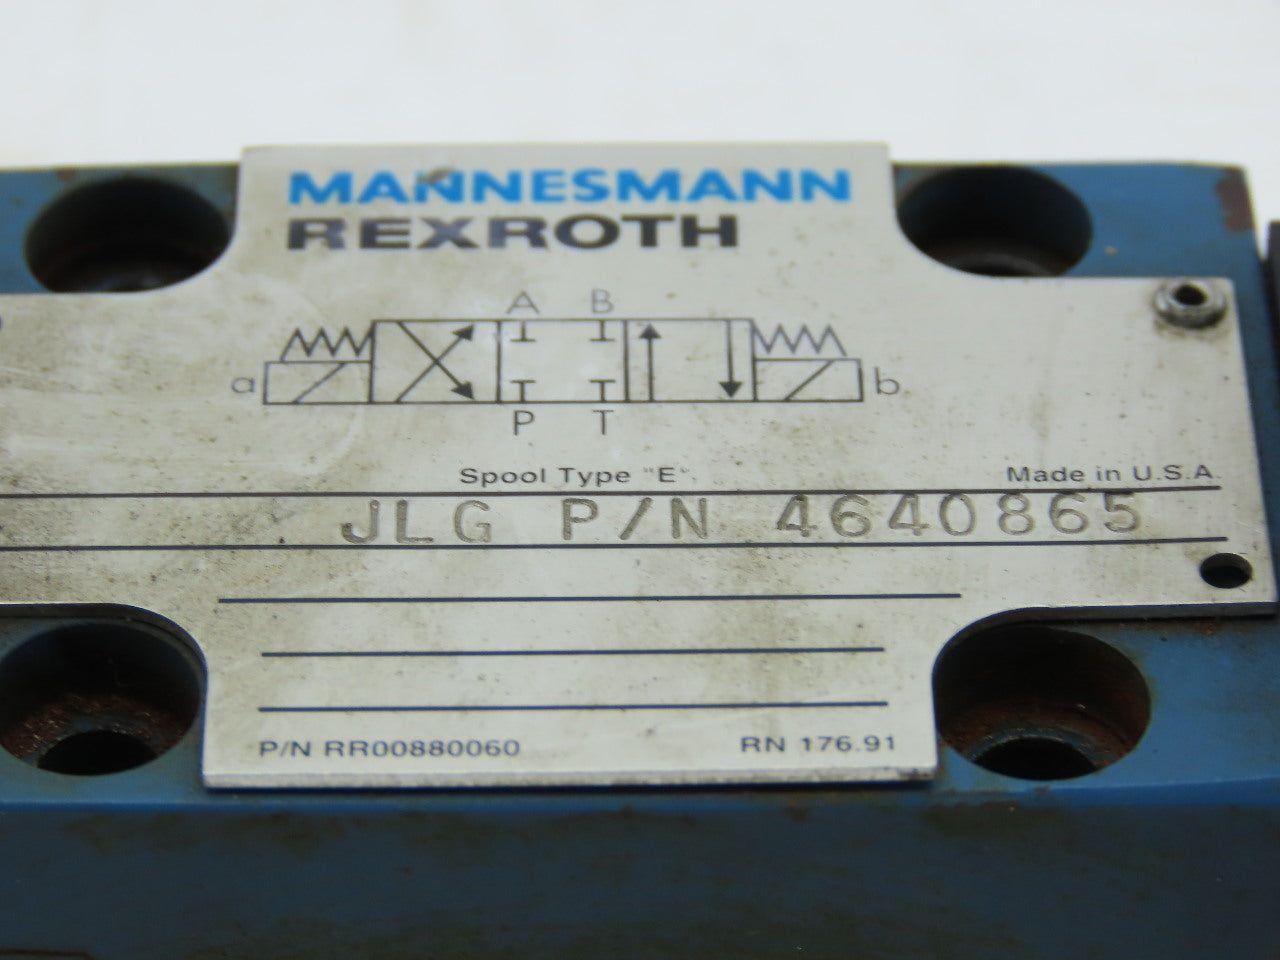 MANNESMANN
REXROTH
A B
a b
P T
Spool Type "E".
Made in U.S.A.
JLG P/N 4640865
P/N RR00880060 RN 176.91